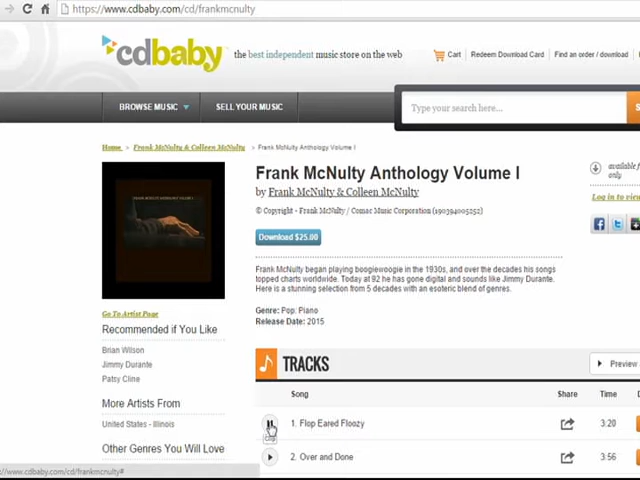 https://www.cdbaby.com/cd/frankmcnulty
cdbaby the best independent music store on the web
Cart Redeem Download Card Find an order / download
BROWSE MUSIC SELL YOUR MUSIC
Type your search here...
Home > Frank McNulty & Colleen McNulty > Frank McNulty Anthology Volume I
FRANK MCNULTY ANTHOLOGY VOLUME I
Frank McNulty Anthology Volume I
by Frank McNulty & Colleen McNulty
© Copyright - Frank McNulty / Comac Music Corporation (190394005252)
available f
only
Log in to view
Download $25.00
Frank McNulty began playing boogiewoogie in the 1930s, and over the decades his songs
topped charts worldwide. Today at 92 he has gone digital and sounds like Jimmy Durante.
Here is a stunning selection from 5 decades with an esoteric blend of genres.
Genre: Pop: Piano
Release Date: 2015
Go To Artist Page
Recommended if You Like
Brian Wilson
Jimmy Durante
Patsy Cline
More Artists From
United States - Illinois
Other Genres You Will Love
TRACKS
Preview
Song Share Time
1. Flop Eared Floozy 3:20
2. Over and Done 3:56
://www.cdbaby.com/cd/frankmcnulty#